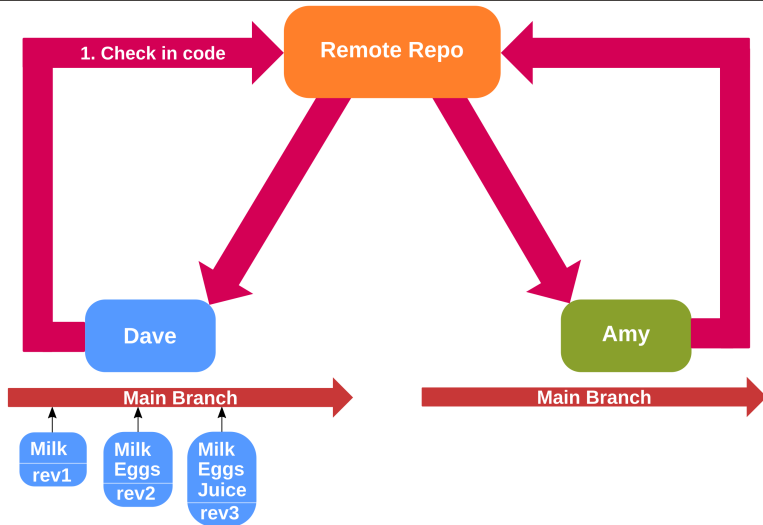 1. Check in code
Remote Repo
Dave
Amy
Main Branch
Main Branch
Milk
rev1
Milk
Eggs
rev2
Milk
Eggs
Juice
rev3